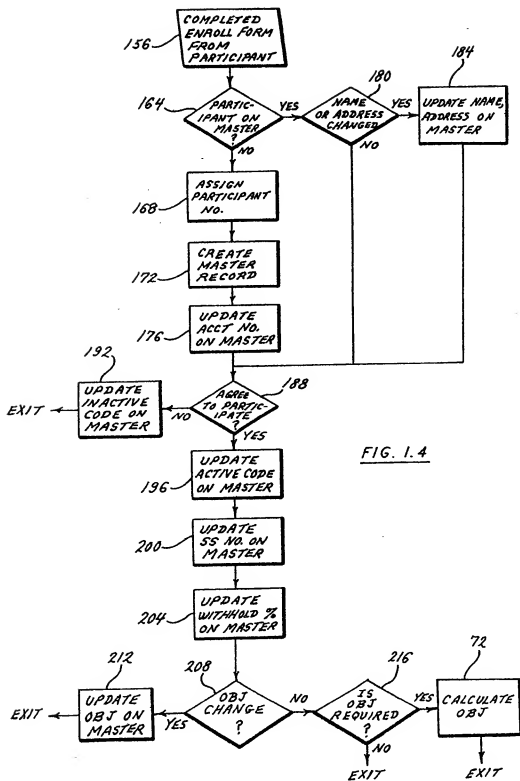 156
COMPLETED
ENROLL FORM
FROM
PARTICIPANT
164
PARTIC-
IPANT ON
MASTER
?
YES
NO
180
NAME
OR ADDRESS
CHANGED
YES
NO
184
UPDATE NAME,
ADDRESS ON
MASTER
168
ASSIGN
PARTICIPANT
NO.
172
CREATE
MASTER
RECORD
176
UPDATE
ACCT NO.
ON MASTER
192
UPDATE
INACTIVE
CODE ON
MASTER
EXIT
188
AGREE
TO PARTIC-
IPATE
?
NO
YES
FIG. 1.4
196
UPDATE
ACTIVE CODE
ON MASTER
200
UPDATE
SS NO. ON
MASTER
204
UPDATE
WITHHOLD %
ON MASTER
212
UPDATE
OBJ ON
MASTER
EXIT
208
OBJ
CHANGE
?
YES
NO
216
IS
OBJ
REQUIRED
?
YES
NO
EXIT
72
CALCULATE
OBJ
EXIT